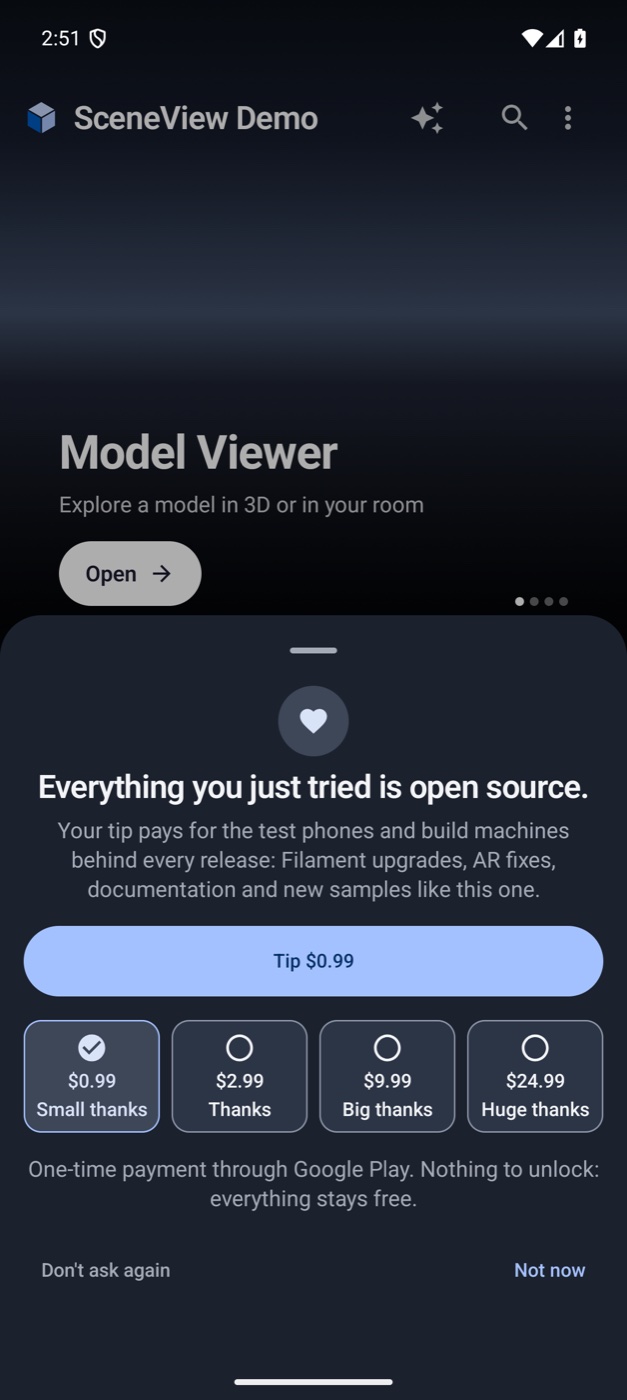 2:51
SceneView Demo
Model Viewer
Explore a model in 3D or in your room
Open
Everything you just tried is open source.
Your tip pays for the test phones and build machines
behind every release: Filament upgrades, AR fixes,
documentation and new samples like this one.
Tip $0.99
$0.99
Small thanks
$2.99
Thanks
$9.99
Big thanks
$24.99
Huge thanks
One-time payment through Google Play. Nothing to unlock:
everything stays free.
Don't ask again
Not now